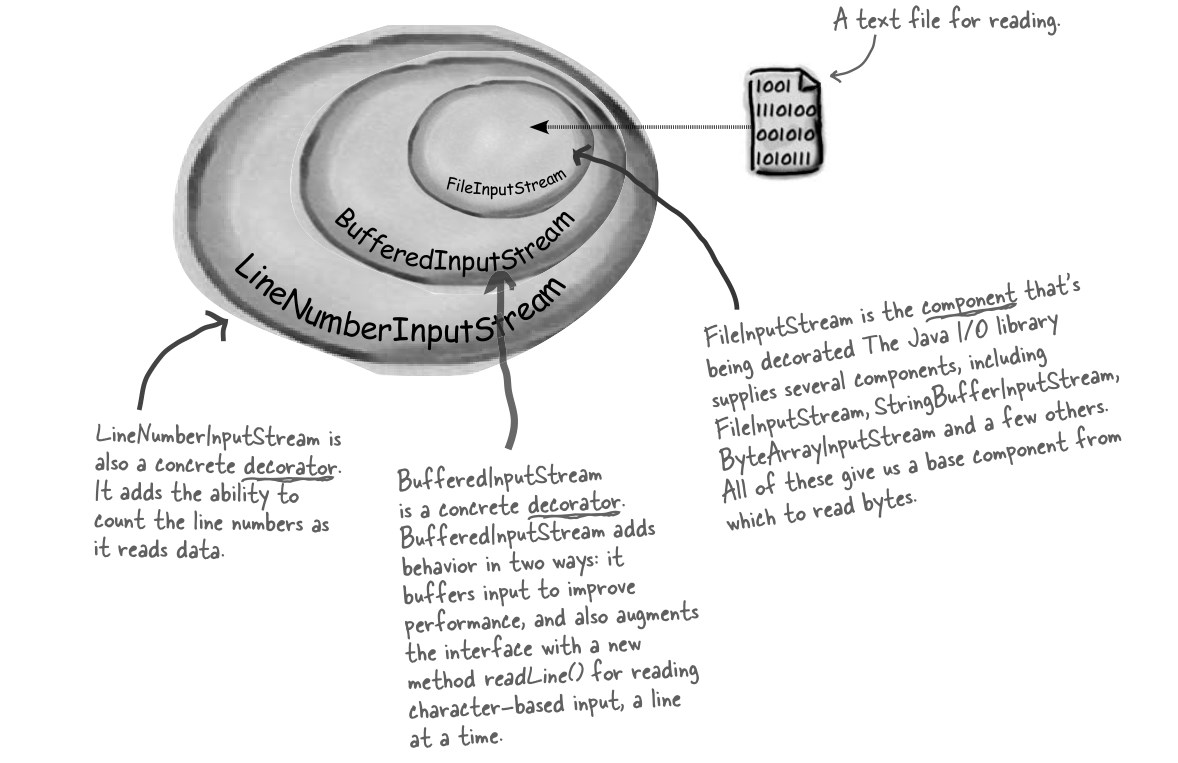 A text file for reading.
1001
1110100
001010
1010111
FileInputStream
BufferedInputStream
LineNumberInputStream
FileInputStream is the component that's
being decorated The Java I/O library
supplies several components, including
FileInputStream, StringBufferInputStream,
ByteArrayInputStream and a few others.
All of these give us a base component from
which to read bytes.
LineNumberInputStream is
also a concrete decorator.
It adds the ability to
count the line numbers as
it reads data.
BufferedInputStream
is a concrete decorator.
BufferedInputStream adds
behavior in two ways: it
buffers input to improve
performance, and also augments
the interface with a new
method readLine() for reading
character-based input, a line
at a time.